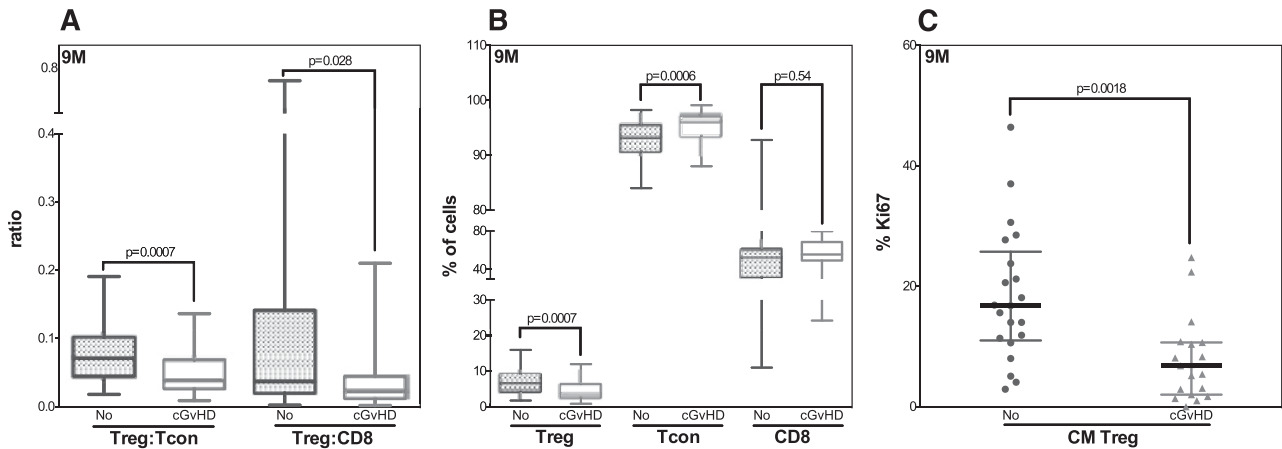 A
9M
0.8
0.4
0.3
0.2
0.1
0.0
ratio
p=0.0007
p=0.028
No
cGvHD
No
cGvHD
Treg:Tcon
Treg:CD8
B
9M
110
100
90
80
80
40
30
20
10
0
% of cells
p=0.0007
p=0.0006
p=0.54
No
cGvHD
No
cGvHD
No
cGvHD
Treg
Tcon
CD8
C
9M
60
40
20
0
% Ki67
p=0.0018
No
cGvHD
CM Treg